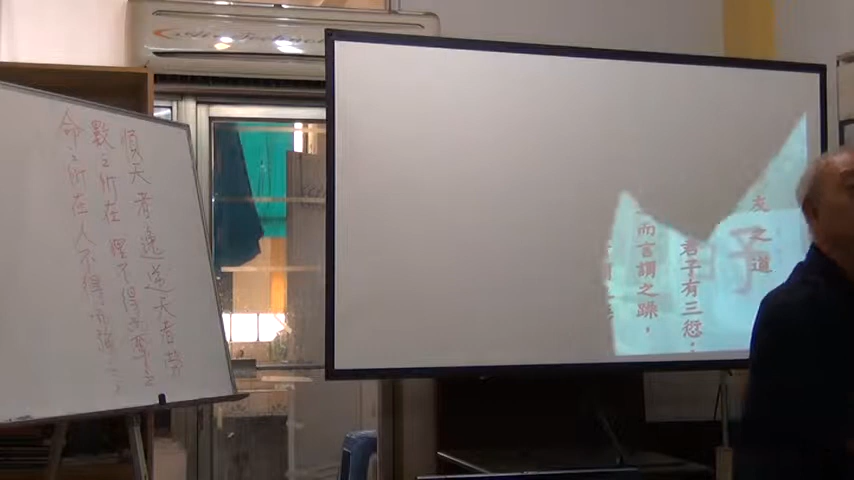 順天者逸逆天者勞
數之所在理不得而奪之
命之所在人不得而強之
友之道
君子有三愆：
而言謂之躁，